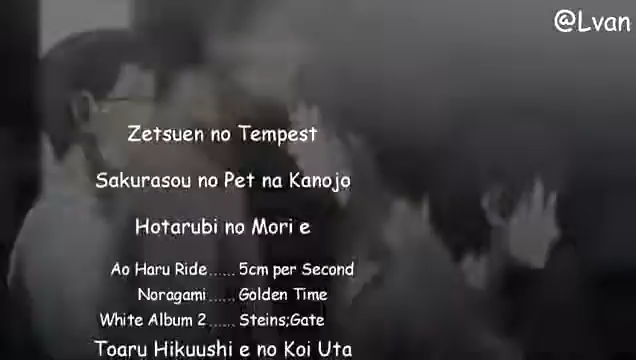 @Lvan
Zetsuen no Tempest
Sakurasou no Pet na Kanojo
Hotarubi no Mori e
Ao Haru Ride...... 5cm per Second
Noragami...... Golden Time
White Album 2...... Steins;Gate
Toaru Hikuushi e no Koi Uta